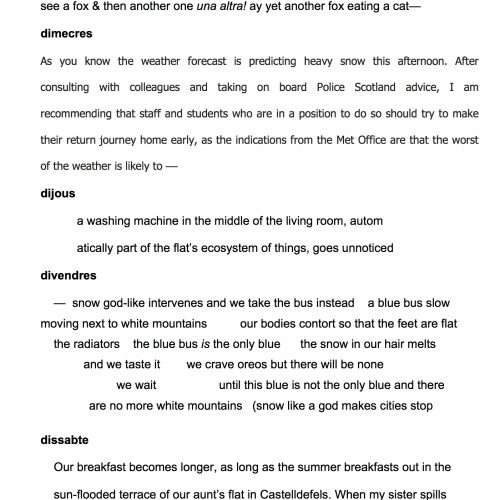 see a fox & then another one una altra! ay yet another fox eating a cat—
dimecres
As you know the weather forecast is predicting heavy snow this afternoon. After
consulting with colleagues and taking on board Police Scotland advice, I am
recommending that staff and students who are in a position to do so should try to make
their return journey home early, as the indications from the Met Office are that the worst
of the weather is likely to —
dijous
a washing machine in the middle of the living room, autom
atically part of the flat's ecosystem of things, goes unnoticed
divendres
— snow god-like intervenes and we take the bus instead a blue bus slow
moving next to white mountains our bodies contort so that the feet are flat
the radiators the blue bus is the only blue the snow in our hair melts
and we taste it we crave oreos but there will be none
we wait until this blue is not the only blue and there
are no more white mountains (snow like a god makes cities stop
dissabte
Our breakfast becomes longer, as long as the summer breakfasts out in the
sun-flooded terrace of our aunt's flat in Castelldefels. When my sister spills